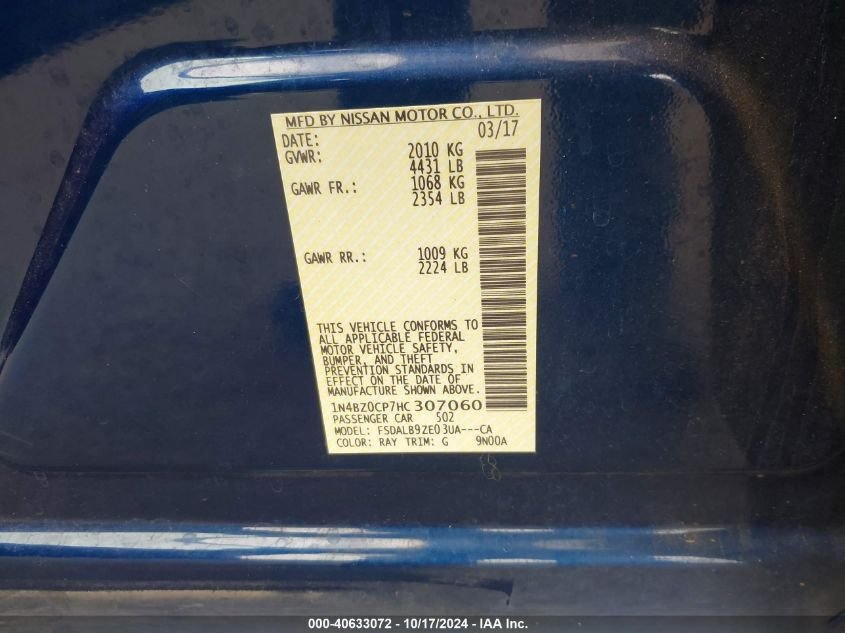 MFD BY NISSAN MOTOR CO., LTD.
DATE: 03/17
GVWR: 2010 KG
4431 LB
GAWR FR.: 1068 KG
2354 LB
GAWR RR.: 1009 KG
2224 LB
THIS VEHICLE CONFORMS TO
ALL APPLICABLE FEDERAL
MOTOR VEHICLE SAFETY,
BUMPER, AND THEFT
PREVENTION STANDARDS IN
EFFECT ON THE DATE OF
MANUFACTURE SHOWN ABOVE.
1N4BZ0CP7HC 307060
PASSENGER CAR 502
MODEL: FSDALB9ZE03UA---CA
COLOR: RAY TRIM: G 9N00A
000-40633072 - 10/17/2024 - IAA Inc.